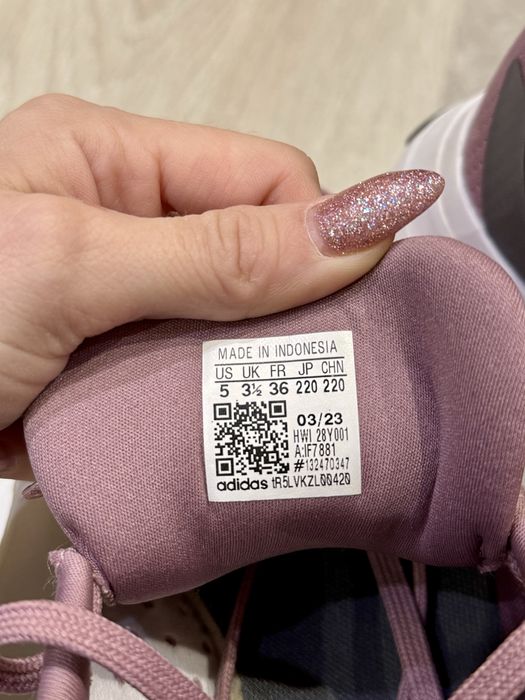 MADE IN INDONESIA
US UK FR JP CHN
5 3½ 36 220 220
03/23
HWI 28Y001
A:IF7881
#132470347
adidas tR5LVKZL00420